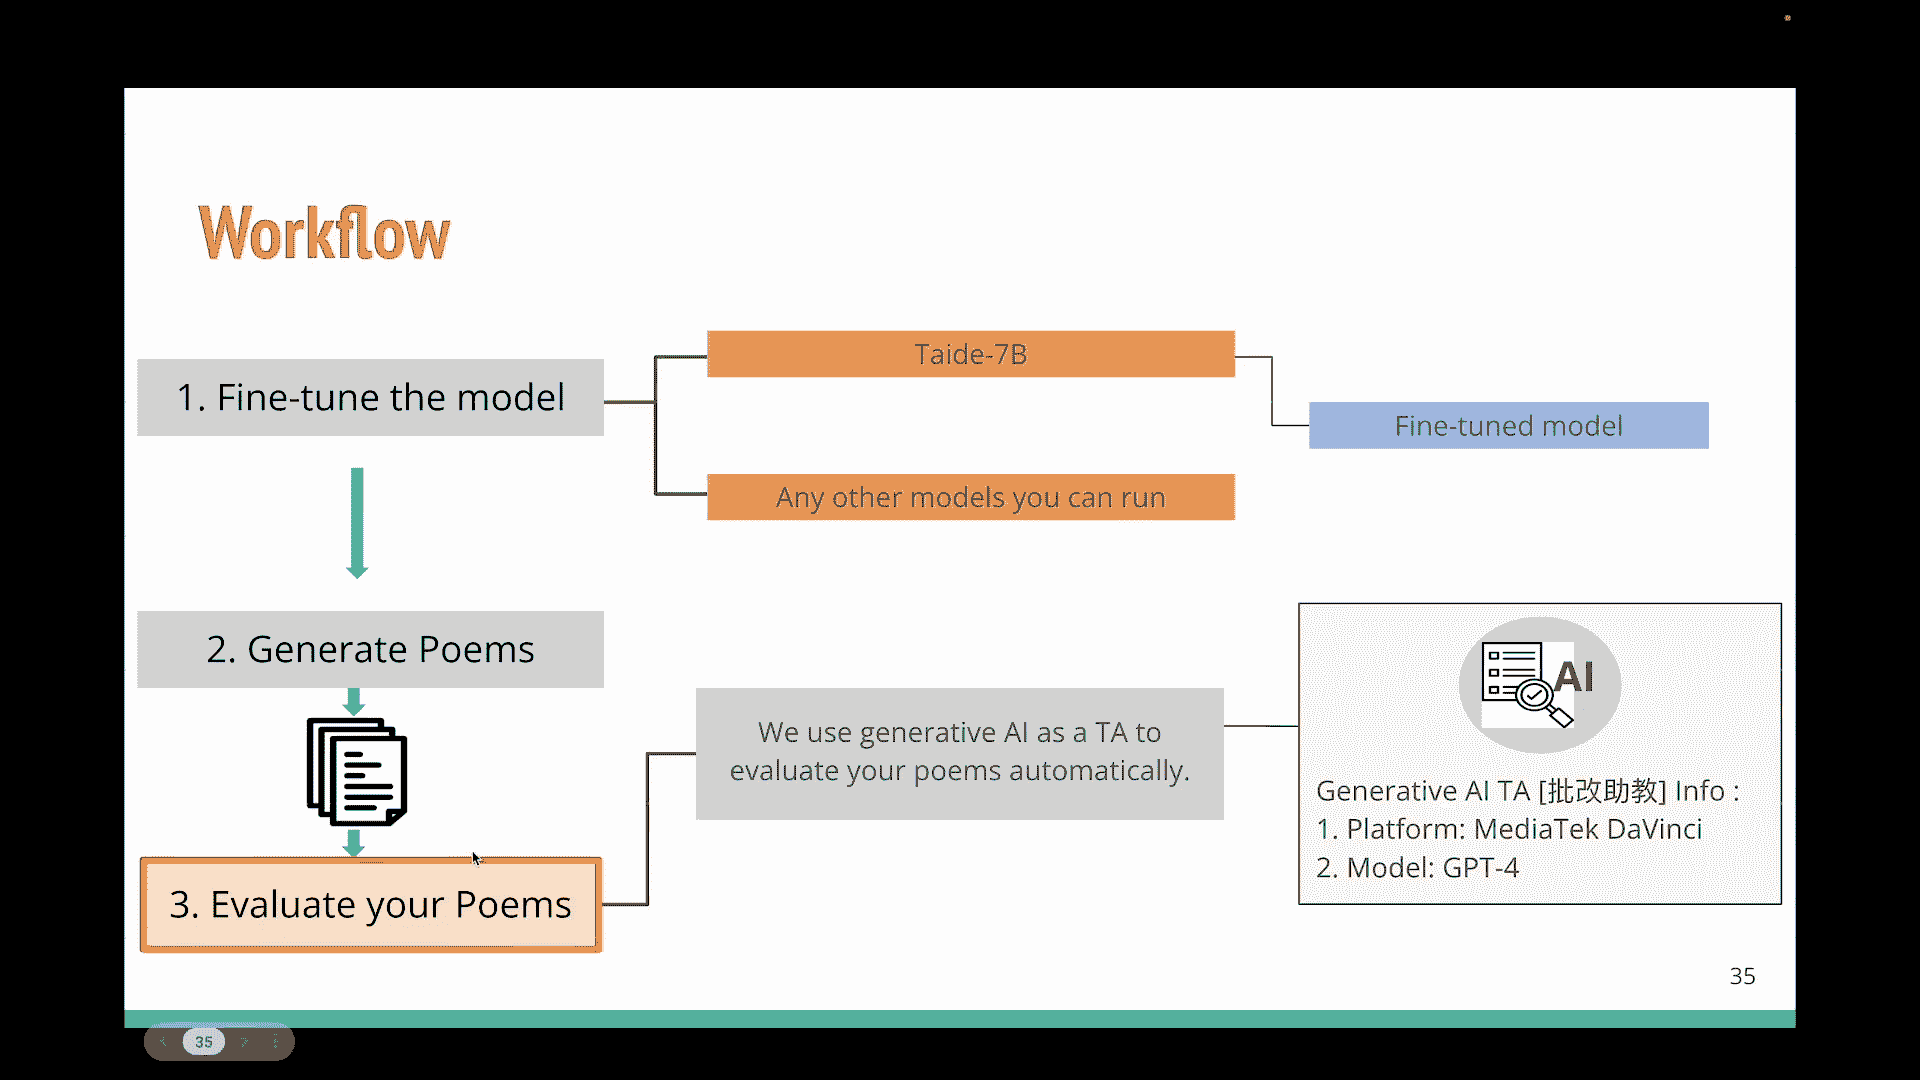 Workflow
1. Fine-tune the model
Taide-7B
Any other models you can run
Fine-tuned model
2. Generate Poems
3. Evaluate your Poems
We use generative AI as a TA to
evaluate your poems automatically.
AI
Generative AI TA [批改助教] Info :
1. Platform: MediaTek DaVinci
2. Model: GPT-4
35
35